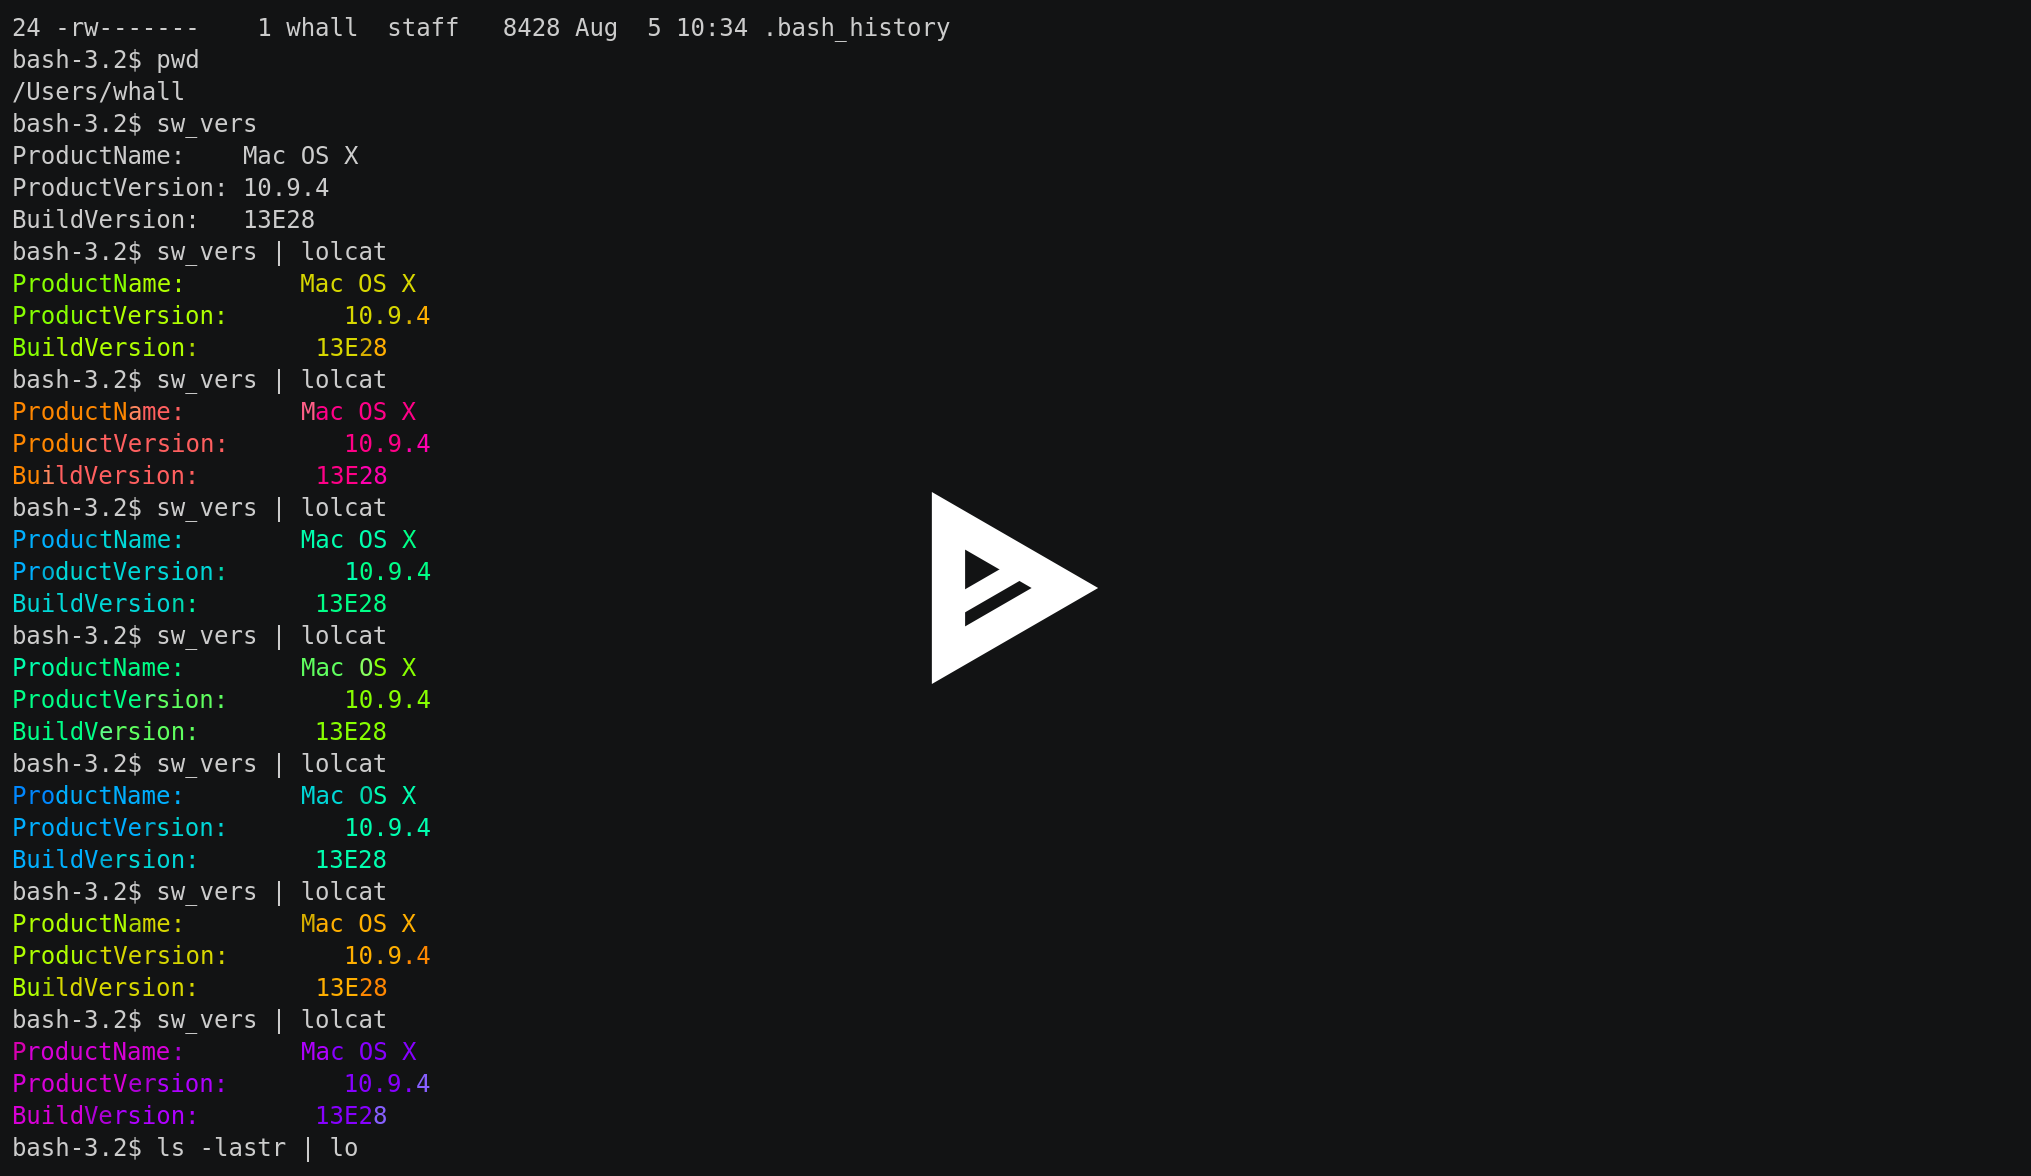 24 -rw-------    1 whall  staff   8428 Aug  5 10:34 .bash_history
bash-3.2$ pwd
/Users/whall
bash-3.2$ sw_vers
ProductName:    Mac OS X
ProductVersion: 10.9.4
BuildVersion:   13E28
bash-3.2$ sw_vers | lolcat
ProductName:        Mac OS X
ProductVersion:        10.9.4
BuildVersion:        13E28
bash-3.2$ sw_vers | lolcat
ProductName:        Mac OS X
ProductVersion:        10.9.4
BuildVersion:        13E28
bash-3.2$ sw_vers | lolcat
ProductName:        Mac OS X
ProductVersion:        10.9.4
BuildVersion:        13E28
bash-3.2$ sw_vers | lolcat
ProductName:        Mac OS X
ProductVersion:        10.9.4
BuildVersion:        13E28
bash-3.2$ sw_vers | lolcat
ProductName:        Mac OS X
ProductVersion:        10.9.4
BuildVersion:        13E28
bash-3.2$ sw_vers | lolcat
ProductName:        Mac OS X
ProductVersion:        10.9.4
BuildVersion:        13E28
bash-3.2$ sw_vers | lolcat
ProductName:        Mac OS X
ProductVersion:        10.9.4
BuildVersion:        13E28
bash-3.2$ ls -lastr | lo